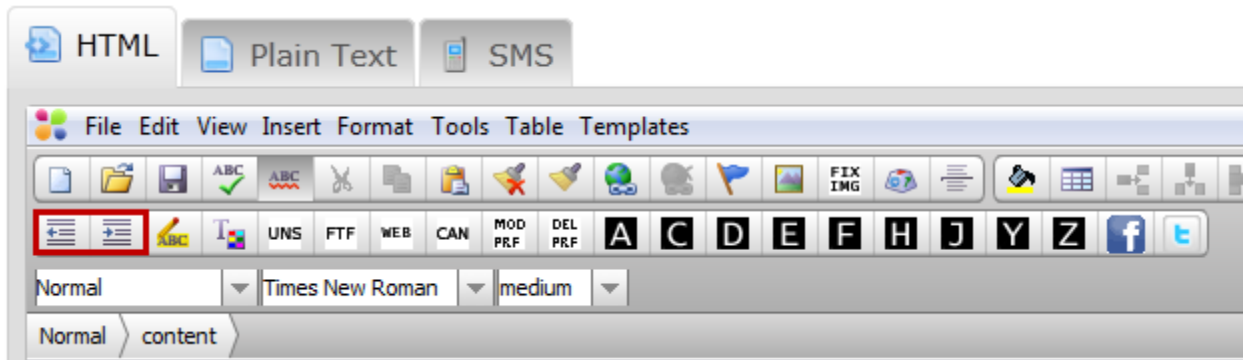 HTML Plain Text SMS
File Edit View Insert Format Tools Table Templates
ABC ABC FIX IMG
ABC T UNS FTF WEB CAN MOD PRF DEL PRF A C D E F H J Y Z f t
Normal Times New Roman medium
Normal content